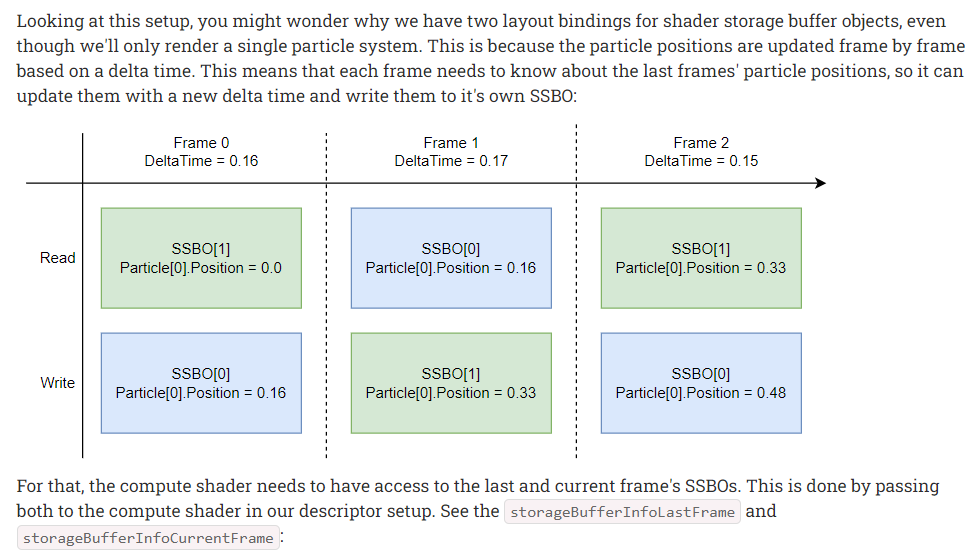 Looking at this setup, you might wonder why we have two layout bindings for shader storage buffer objects, even
though we'll only render a single particle system. This is because the particle positions are updated frame by frame
based on a delta time. This means that each frame needs to know about the last frames' particle positions, so it can
update them with a new delta time and write them to it's own SSBO:
Frame 0
DeltaTime = 0.16
Frame 1
DeltaTime = 0.17
Frame 2
DeltaTime = 0.15
Read
SSBO[1]
Particle[0].Position = 0.0
SSBO[0]
Particle[0].Position = 0.16
SSBO[1]
Particle[0].Position = 0.33
Write
SSBO[0]
Particle[0].Position = 0.16
SSBO[1]
Particle[0].Position = 0.33
SSBO[0]
Particle[0].Position = 0.48
For that, the compute shader needs to have access to the last and current frame's SSBOs. This is done by passing
both to the compute shader in our descriptor setup. See the storageBufferInfoLastFrame and
storageBufferInfoCurrentFrame: